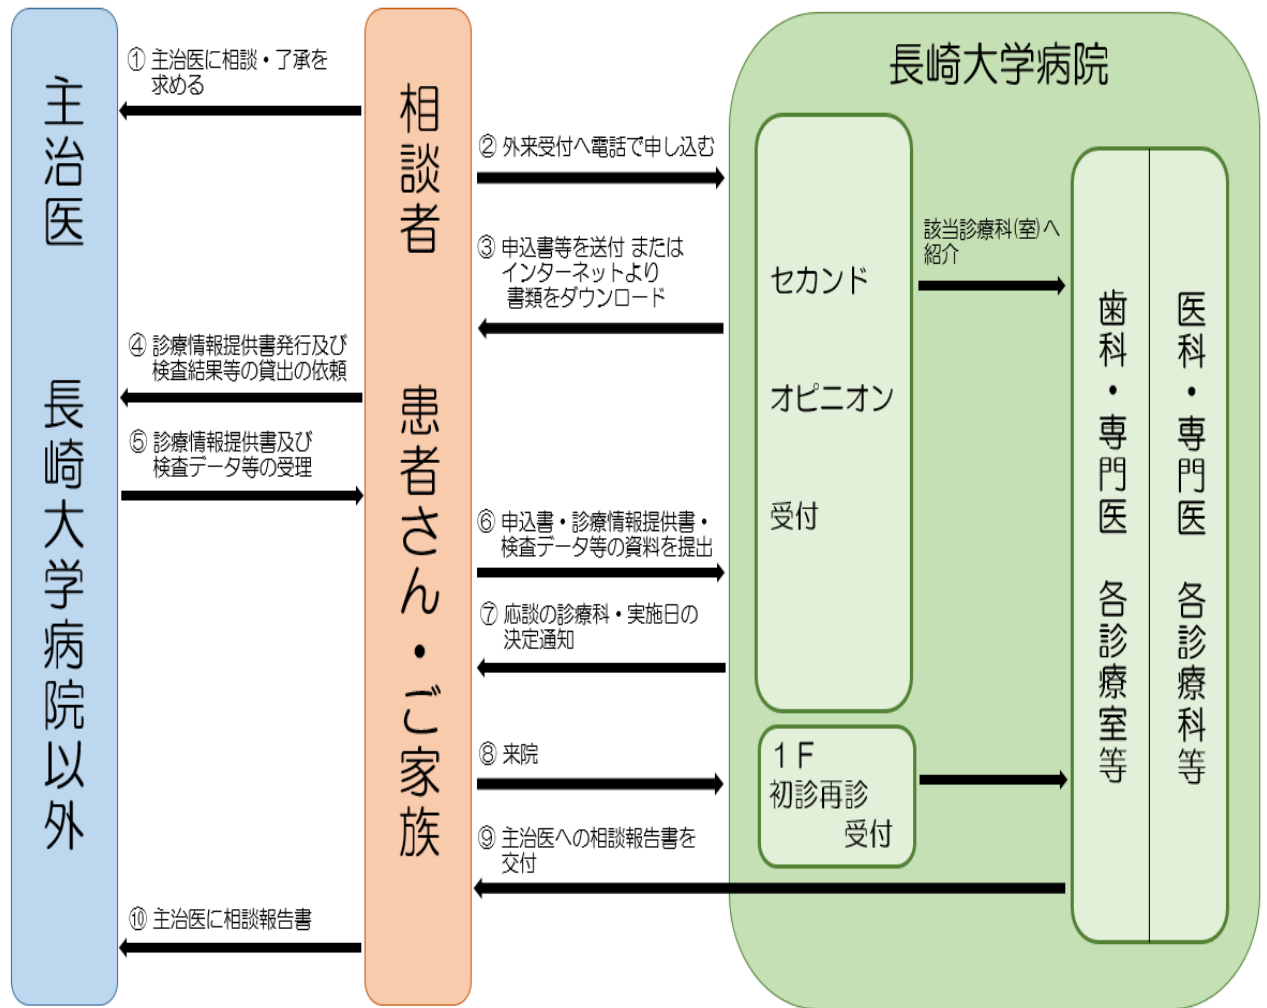 主治医　長崎大学病院以外
相談者　患者さん・ご家族
長崎大学病院
① 主治医に相談・了承を
求める
② 外来受付へ電話で申し込む
③ 申込書等を送付 または
インターネットより
書類をダウンロード
④ 診療情報提供書発行及び
検査結果等の貸出の依頼
⑤ 診療情報提供書及び
検査データ等の受理
⑥ 申込書・診療情報提供書・
検査データ等の資料を提出
⑦ 応談の診療科・実施日の
決定通知
⑧ 来院
⑨ 主治医への相談報告書を
交付
⑩ 主治医に相談報告書
セカンド
オピニオン
受付
該当診療科(室)へ
紹介
1F
初診再診
受付
医科・専門医　各診療科等
歯科・専門医　各診療室等